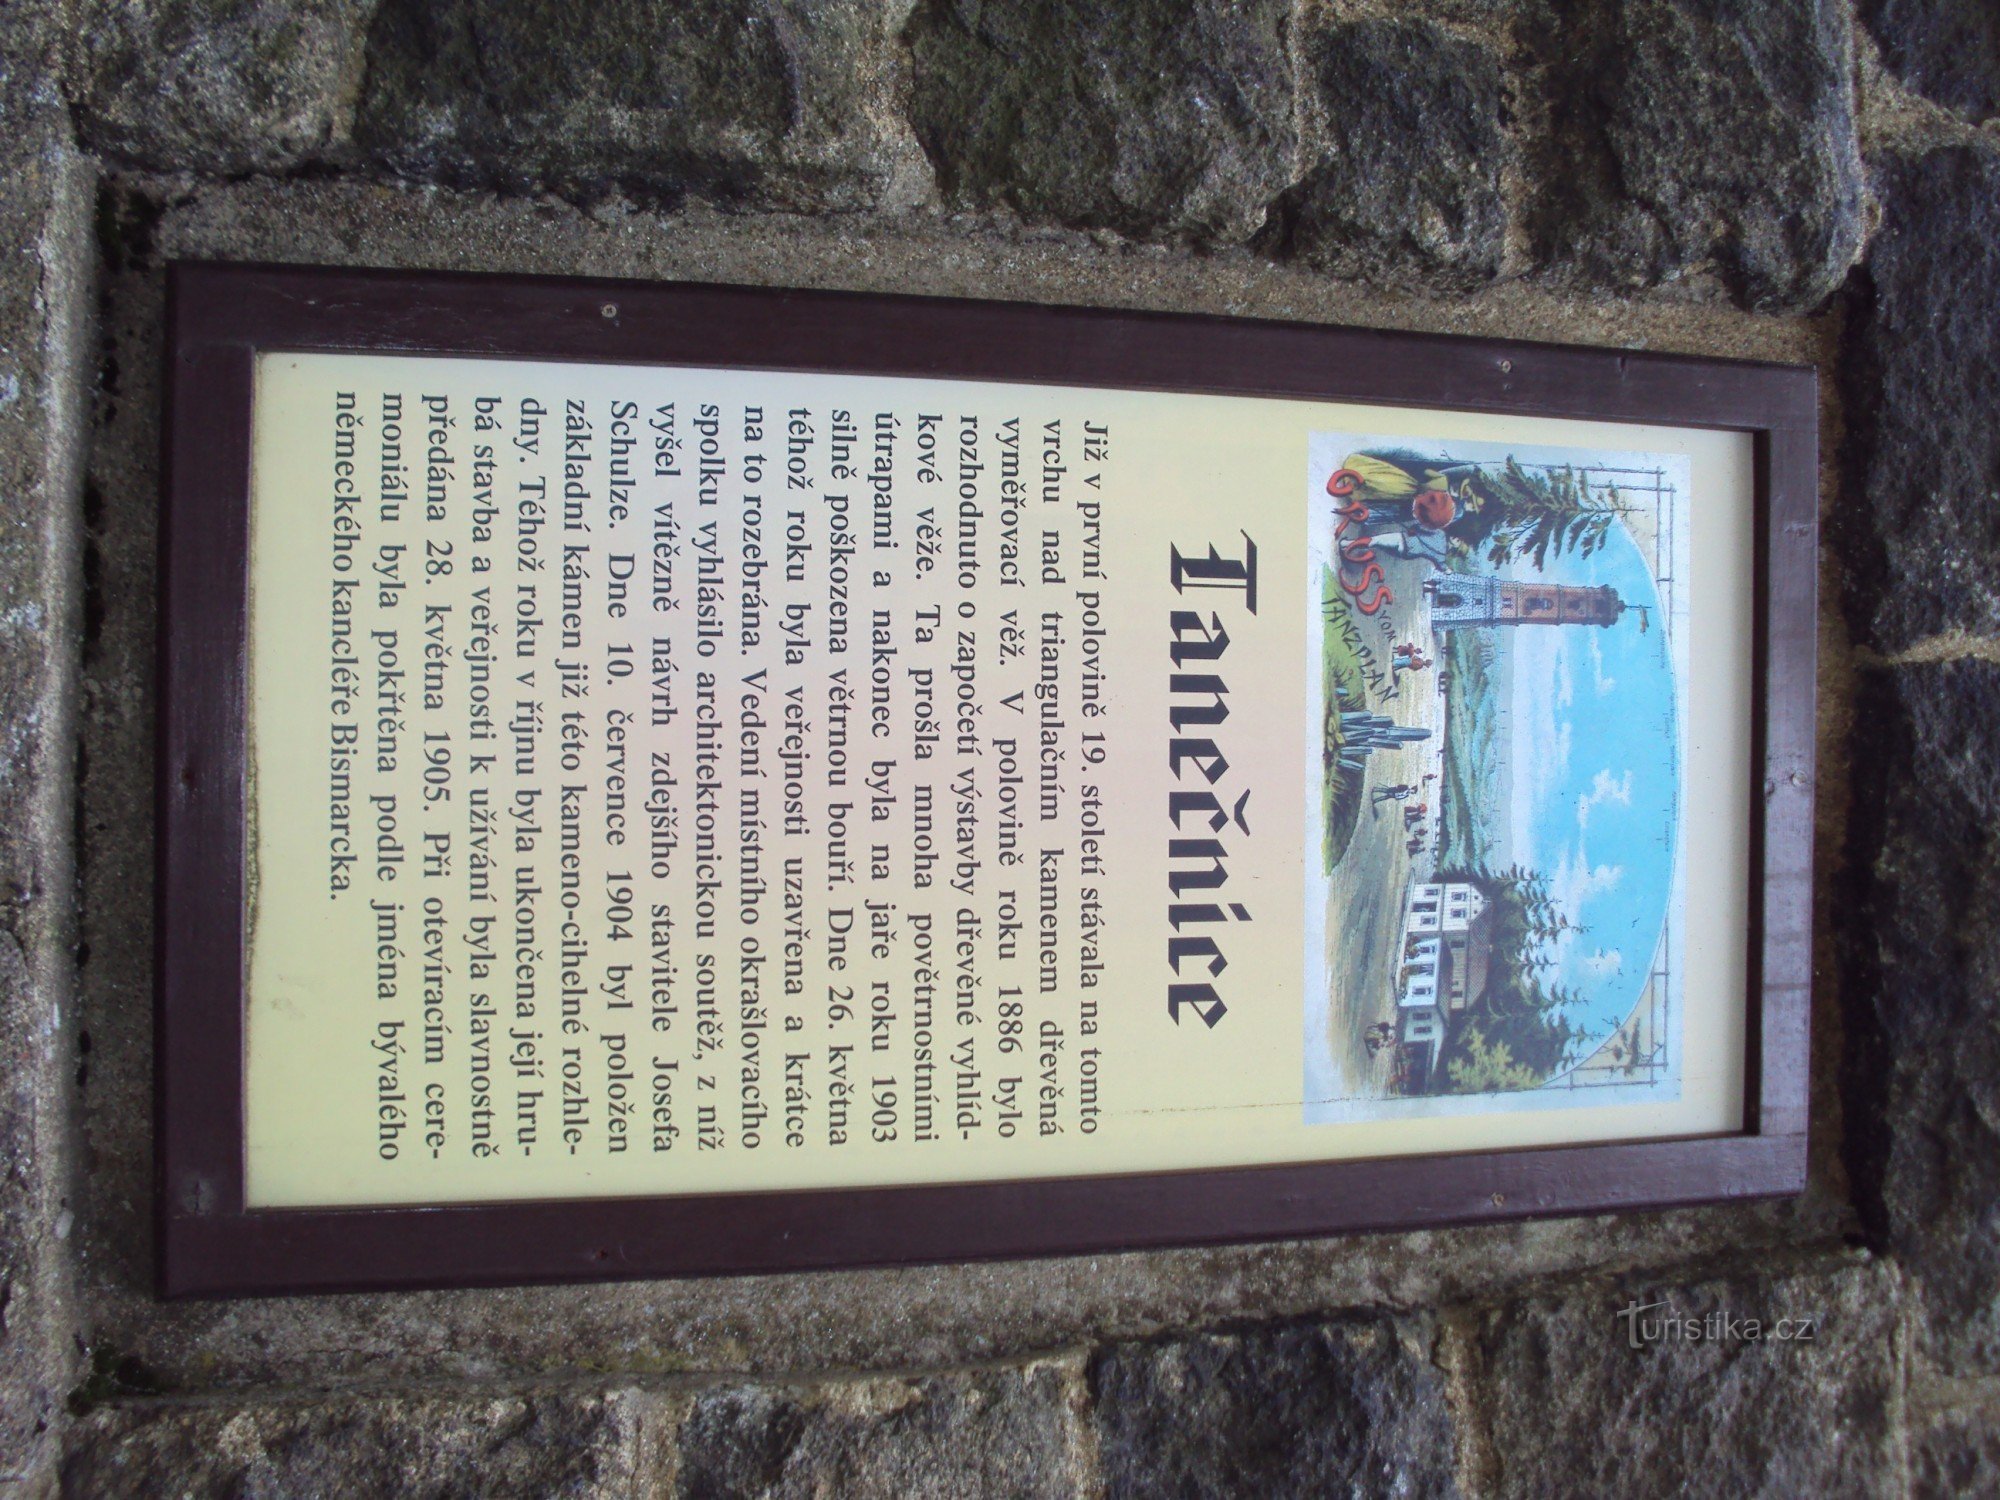 GRUSS
VOM
TANZPLAN
Tanečnice
Již v první polovině 19. století stávala na tomto
vrchu nad triangulačním kamenem dřevěná
vyměřovací věž. V polovině roku 1886 bylo
rozhodnuto o započetí výstavby dřevěné vyhlíd-
kové věže. Ta prošla mnoha povětrnostními
útrapami a nakonec byla na jaře roku 1903
silně poškozena větrnou bouří. Dne 26. května
téhož roku byla veřejnosti uzavřena a krátce
na to rozebrána. Vedení místního okrašlovacího
spolku vyhlásilo architektonickou soutěž, z níž
vyšel vítězně návrh zdejšího stavitele Josefa
Schulze. Dne 10. července 1904 byl položen
základní kámen již této kameno-cihelné rozhle-
dny. Téhož roku v říjnu byla ukončena její hru-
bá stavba a veřejnosti k užívání byla slavnostně
předána 28. května 1905. Při otevíracím cere-
moniálu byla pokřtěna podle jména bývalého
německého kancléře Bismarcka.
Turistika.cz